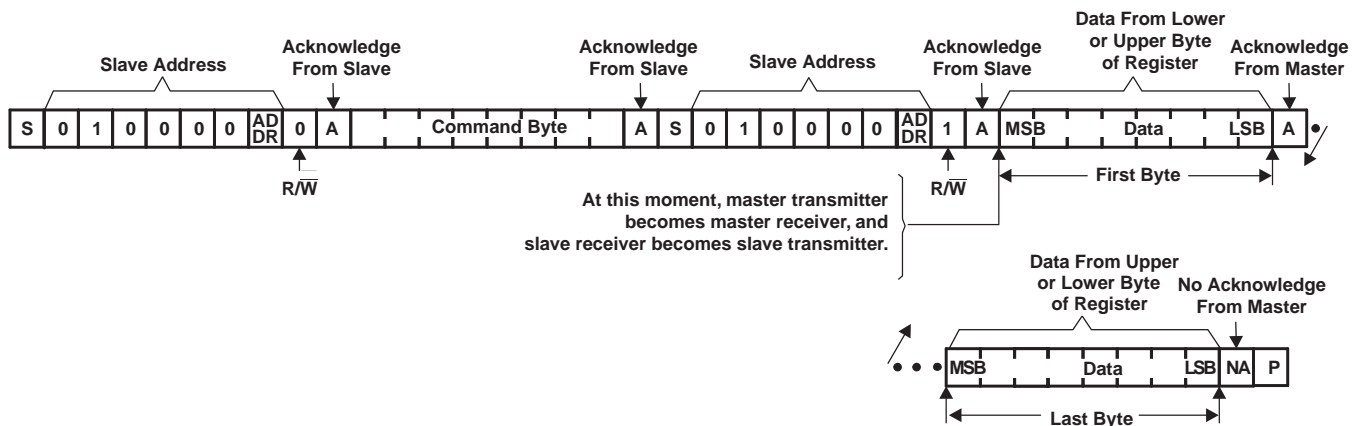 Slave Address
Acknowledge
From Slave
Acknowledge
From Slave
Slave Address
Acknowledge
From Slave
Data From Lower
or Upper Byte
of Register
Acknowledge
From Master
S 0 1 0 0 0 0 AD DR 0 A Command Byte A S 0 1 0 0 0 0 AD DR 1 A MSB Data LSB A
R/W̅
R/W̅
First Byte
At this moment, master transmitter
becomes master receiver, and
slave receiver becomes slave transmitter.
Data From Upper
or Lower Byte
of Register
No Acknowledge
From Master
MSB Data LSB NA P
Last Byte